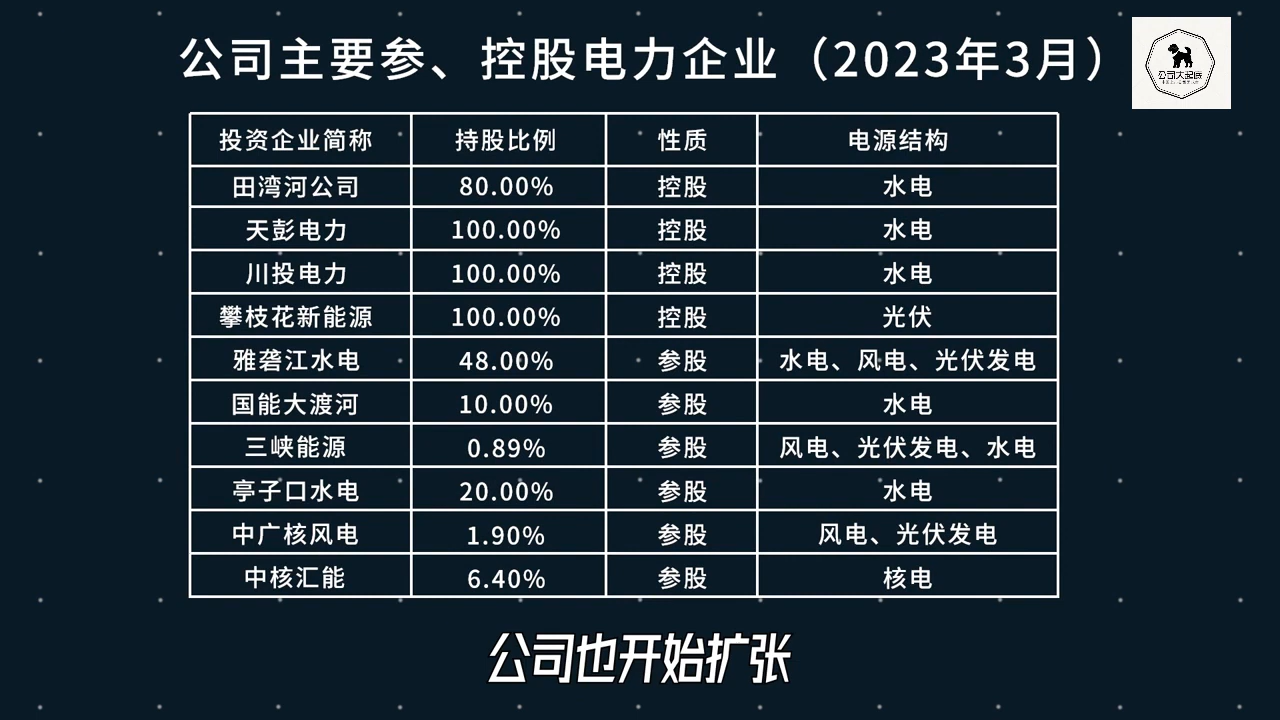 公司主要参、控股电力企业（2023年3月）
公司大起底
投资企业简称 持股比例 性质 电源结构
田湾河公司 80.00% 控股 水电
天彭电力 100.00% 控股 水电
川投电力 100.00% 控股 水电
攀枝花新能源 100.00% 控股 光伏
雅砻江水电 48.00% 参股 水电、风电、光伏发电
国能大渡河 10.00% 参股 水电
三峡能源 0.89% 参股 风电、光伏发电、水电
亭子口水电 20.00% 参股 水电
中广核风电 1.90% 参股 风电、光伏发电
中核汇能 6.40% 参股 核电
公司也开始扩张